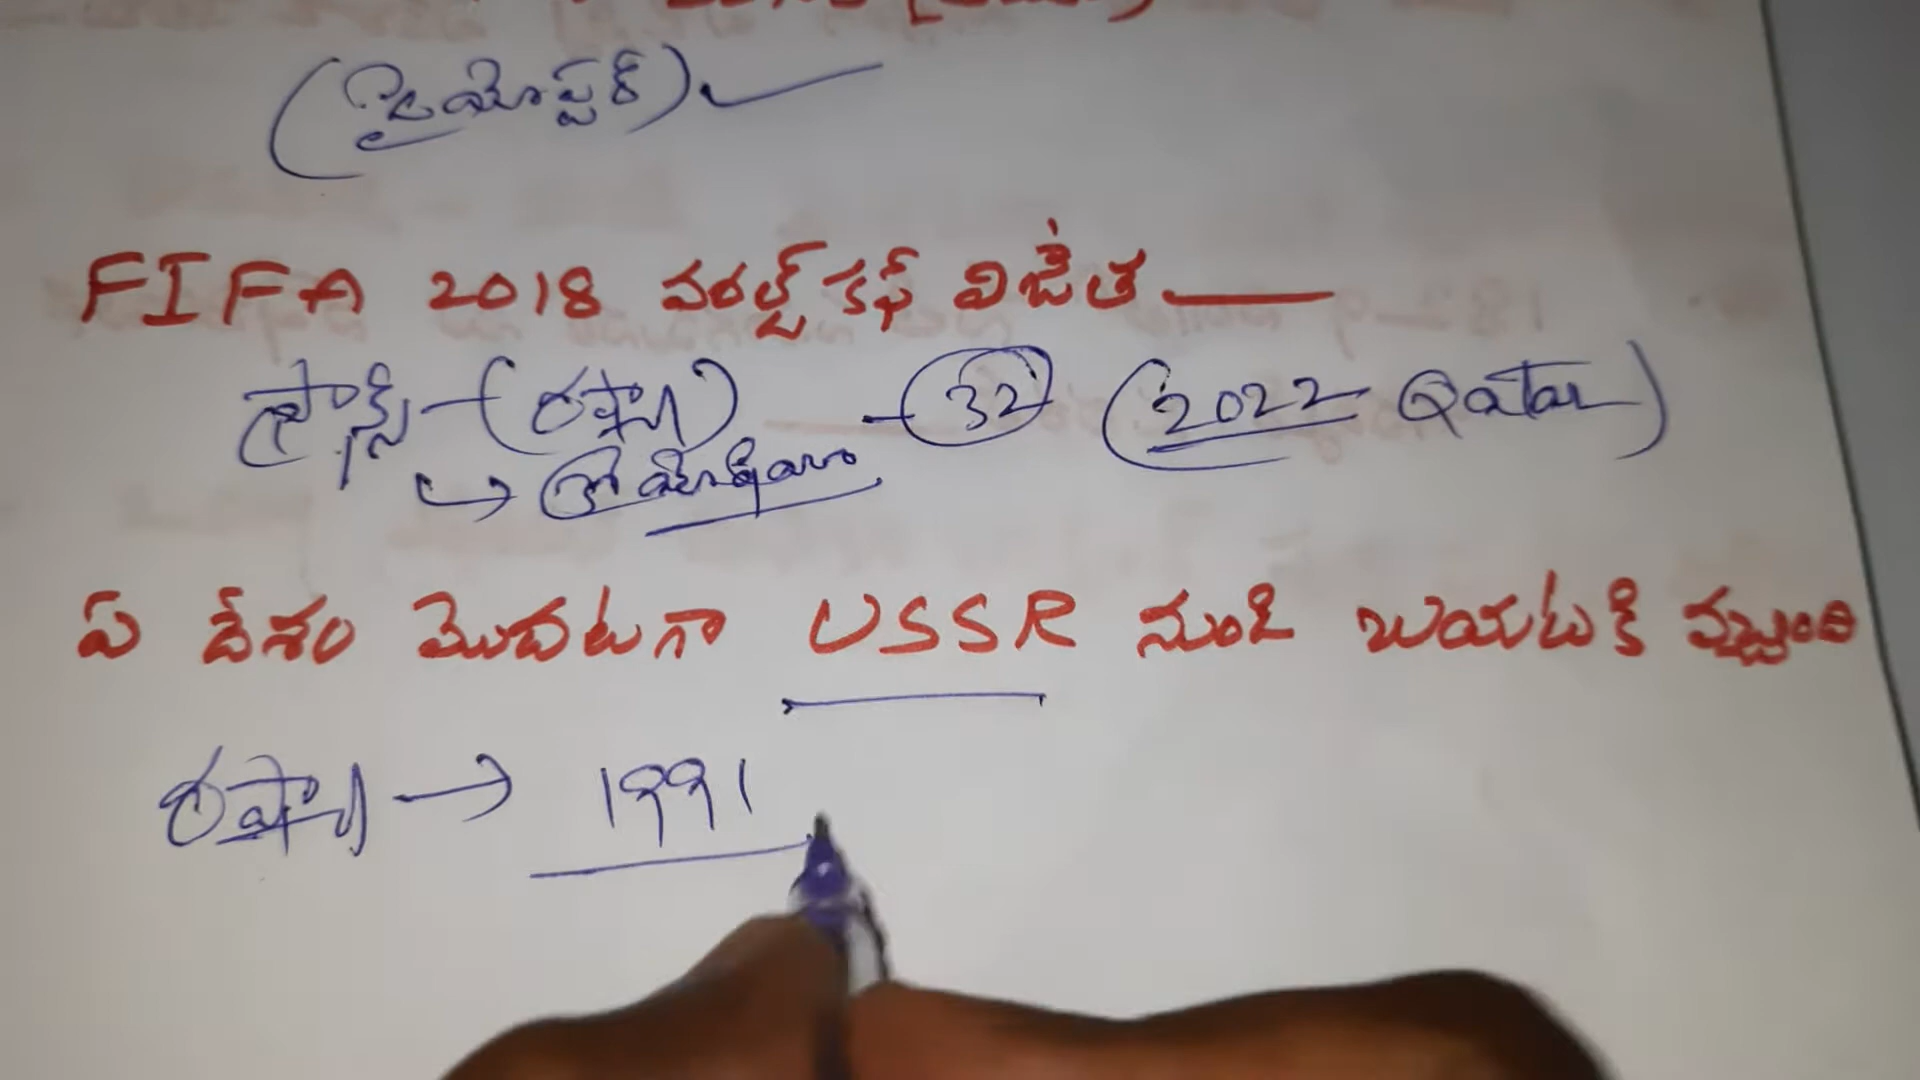 FIFA 2018 వరల్డ్ కప్ విజేత
ఫ్రాన్స్ - (రష్యా) - 32 (2022 Qatar)
→ క్రొయేషియా
ఏ దేశం మొదటగా USSR నుండి బయటకి వచ్చింది
రష్యా → 1991